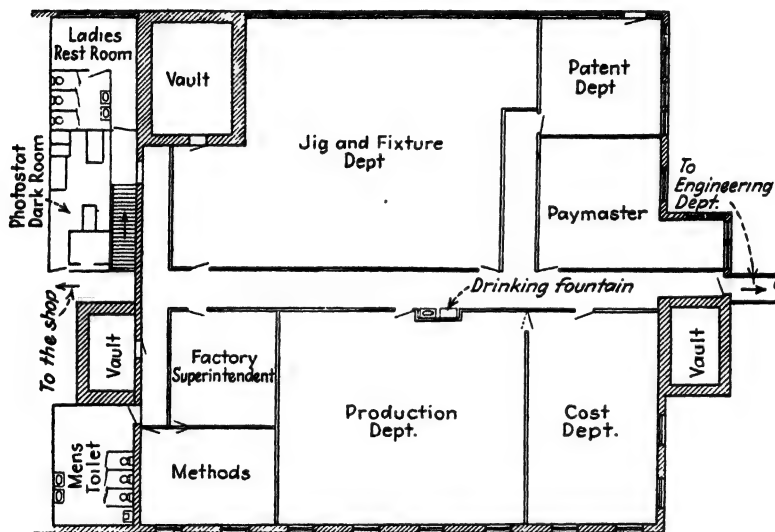 Ladies
Rest Room
Vault
Patent
Dept
Jig and Fixture
Dept
Photostat
Dark Room
To
Engineering
Dept.
Paymaster
Drinking fountain
To the shop
Vault
Factory
Superintendent
Vault
Production
Dept.
Cost
Dept.
Mens
Toilet
Methods